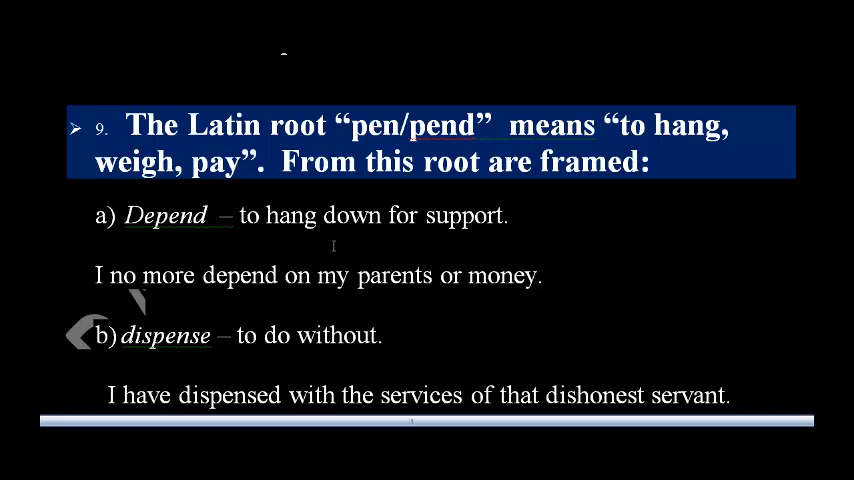 ➢ 9. The Latin root “pen/pend” means “to hang,
weigh, pay”. From this root are framed:
a) Depend – to hang down for support.
I no more depend on my parents or money.
b) dispense – to do without.
I have dispensed with the services of that dishonest servant.